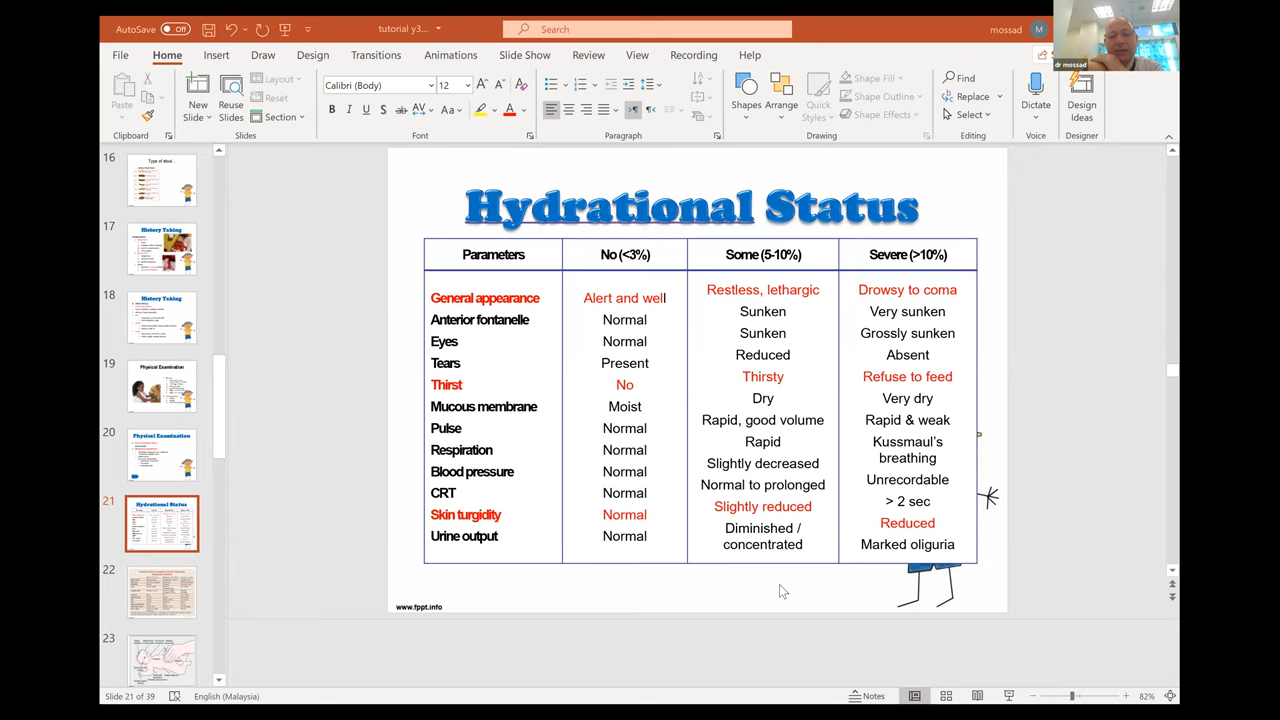 AutoSave Off
tutorial y3...
Search
mossad
M
dr mossad
File Home Insert Draw Design Transitions Animations Slide Show Review View Recording Help
Paste
Clipboard
New Slide
Reuse Slides
Layout
Reset
Section
Slides
Calibri (Body) 12
B I U S ab AV Aa A
Font
Paragraph
Shapes
Arrange
Quick Styles
Shape Fill
Shape Outline
Shape Effects
Drawing
Find
Replace
Select
Editing
Dictate
Voice
Design Ideas
Designer
16
17
History Taking
18
History Taking
19
Physical Examination
20
Physical Examination
21
Hydrational Status
22
23
Hydrational Status
Parameters No (<3%) Some (5-10%) Severe (>10%)
General appearance Alert and well Restless, lethargic Drowsy to coma
Anterior fontanelle Normal Sunken Very sunken
Eyes Normal Sunken Grossly sunken
Tears Present Reduced Absent
Thirst No Thirsty Refuse to feed
Mucous membrane Moist Dry Very dry
Pulse Normal Rapid, good volume Rapid & weak
Respiration Normal Rapid Kussmaul's breathing
Blood pressure Normal Slightly decreased Unrecordable
CRT Normal Normal to prolonged > 2 sec
Skin turgidity Normal Slightly reduced Reduced
Urine output Normal Diminished / concentrated Marked oliguria
www.fppt.info
Slide 21 of 39 English (Malaysia) Notes 82%